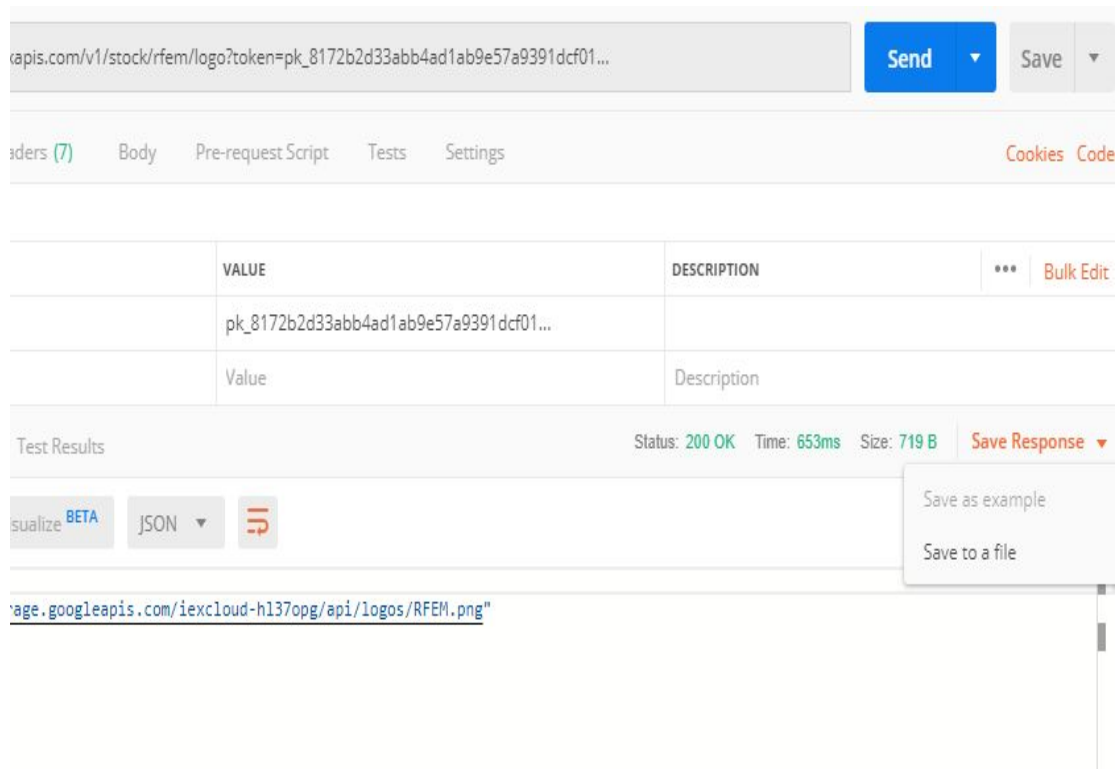 xapis.com/v1/stock/rfem/logo?token=pk_8172b2d33abb4ad1ab9e57a9391dcf01...
Send
Save
aders (7) Body Pre-request Script Tests Settings
Cookies Code
VALUE DESCRIPTION ••• Bulk Edit
pk_8172b2d33abb4ad1ab9e57a9391dcf01...
Value Description
Test Results
Status: 200 OK Time: 653ms Size: 719 B Save Response
sualize BETA JSON
Save as example
Save to a file
rage.googleapis.com/iexcloud-hl37opg/api/logos/RFEM.png"